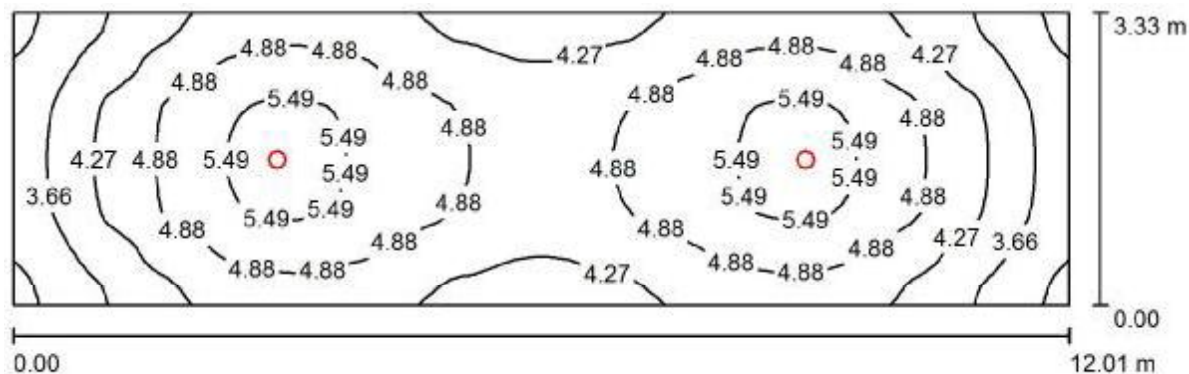 3.33 m
4.27
4.88 4.88 4.88 4.27
4.88 4.88 4.88 4.88
4.88 5.49 5.49 4.88
4.88 5.49 5.49
4.27 4.88 5.49 4.88 5.49
5.49 5.49
3.66 4.88 5.49 5.49 4.88
5.49 5.49 5.49
4.88 4.88 4.88 4.27 3.66
4.88 4.88 4.88 4.88 4.27
0.00
0.00 12.01 m